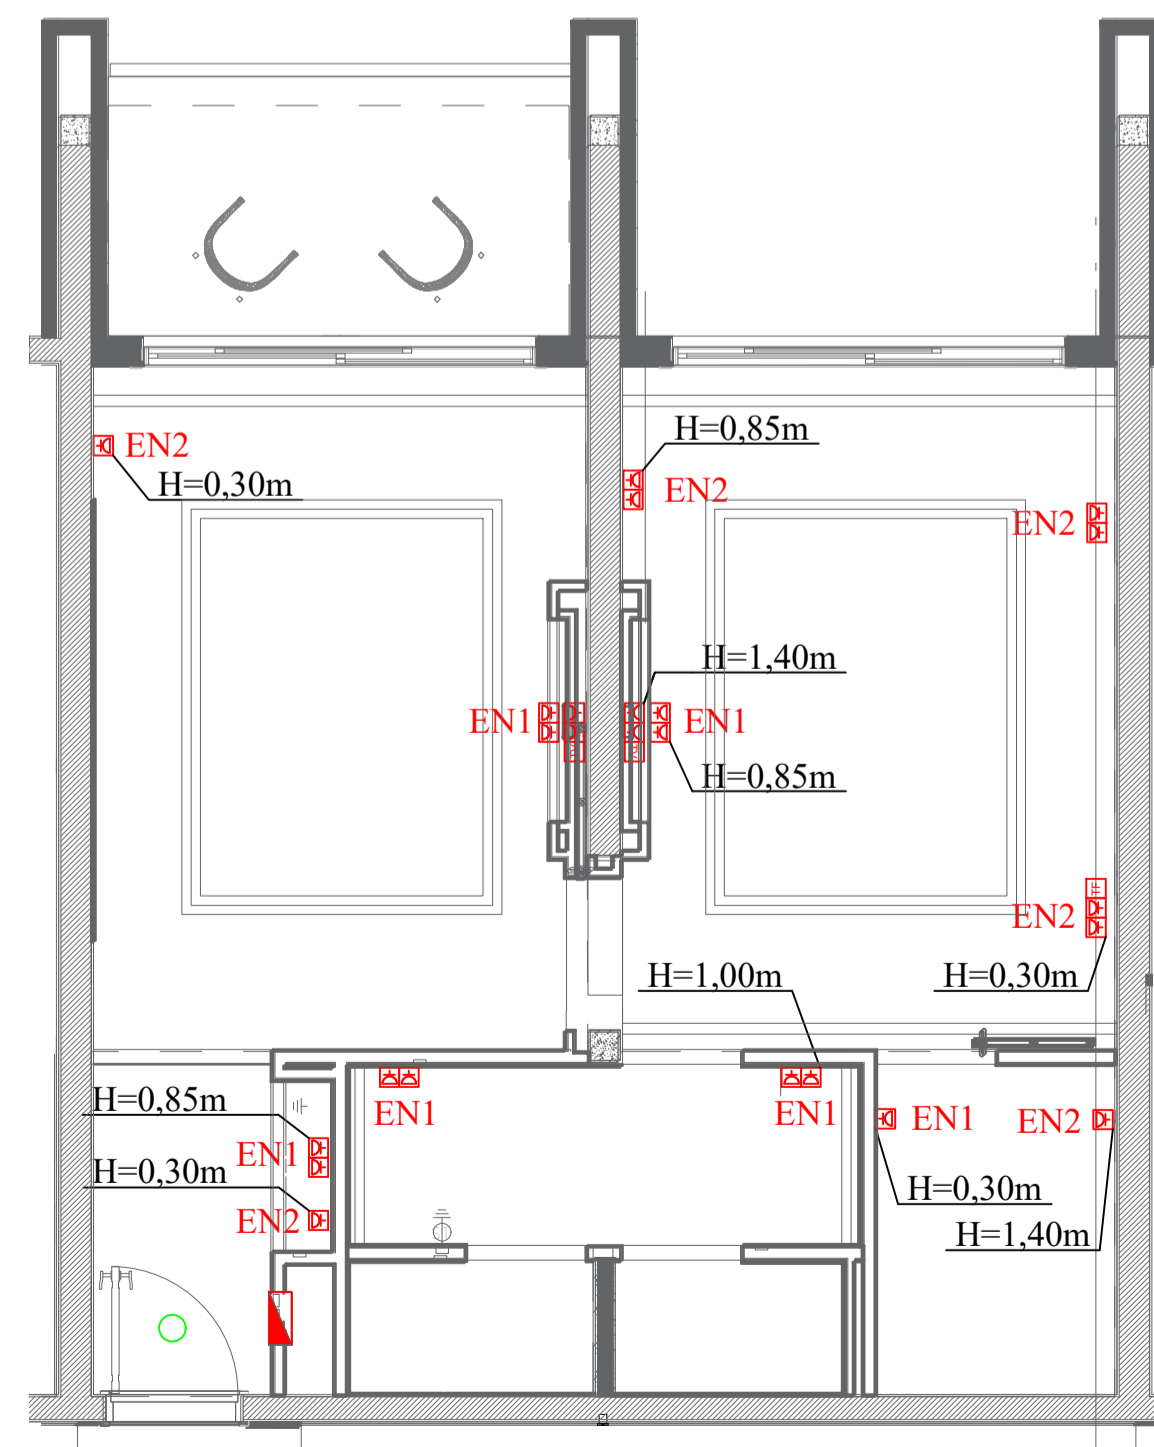 H=0,85m
EN2
H=0,30m
EN2
EN2
H=1,40m
EN1
EN1
H=0,85m
TF
EN2
H=1,00m
H=0,30m
H=0,85m
EN1
EN1
EN1
EN2
EN1
H=0,30m
H=0,30m
EN2
H=1,40m